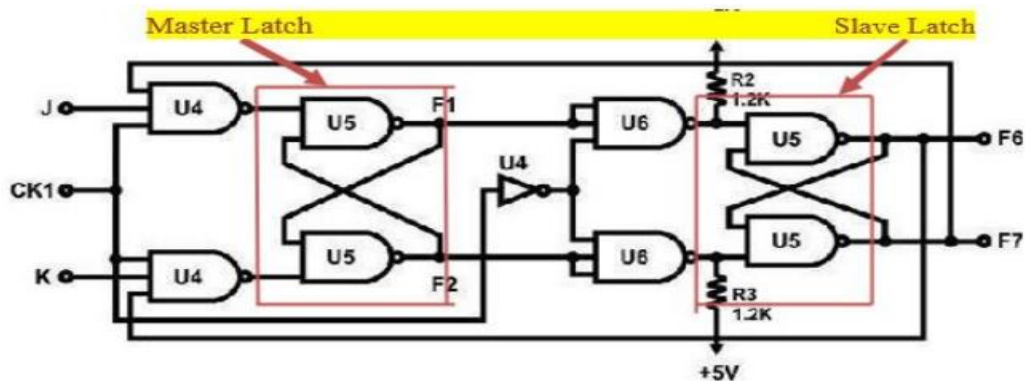 Master Latch
Slave Latch
R2
1.2K
J
U4
U5
F1
U6
U5
F6
CK1
U4
K
U4
U5
F2
U6
U5
F7
R3
1.2K
+5V